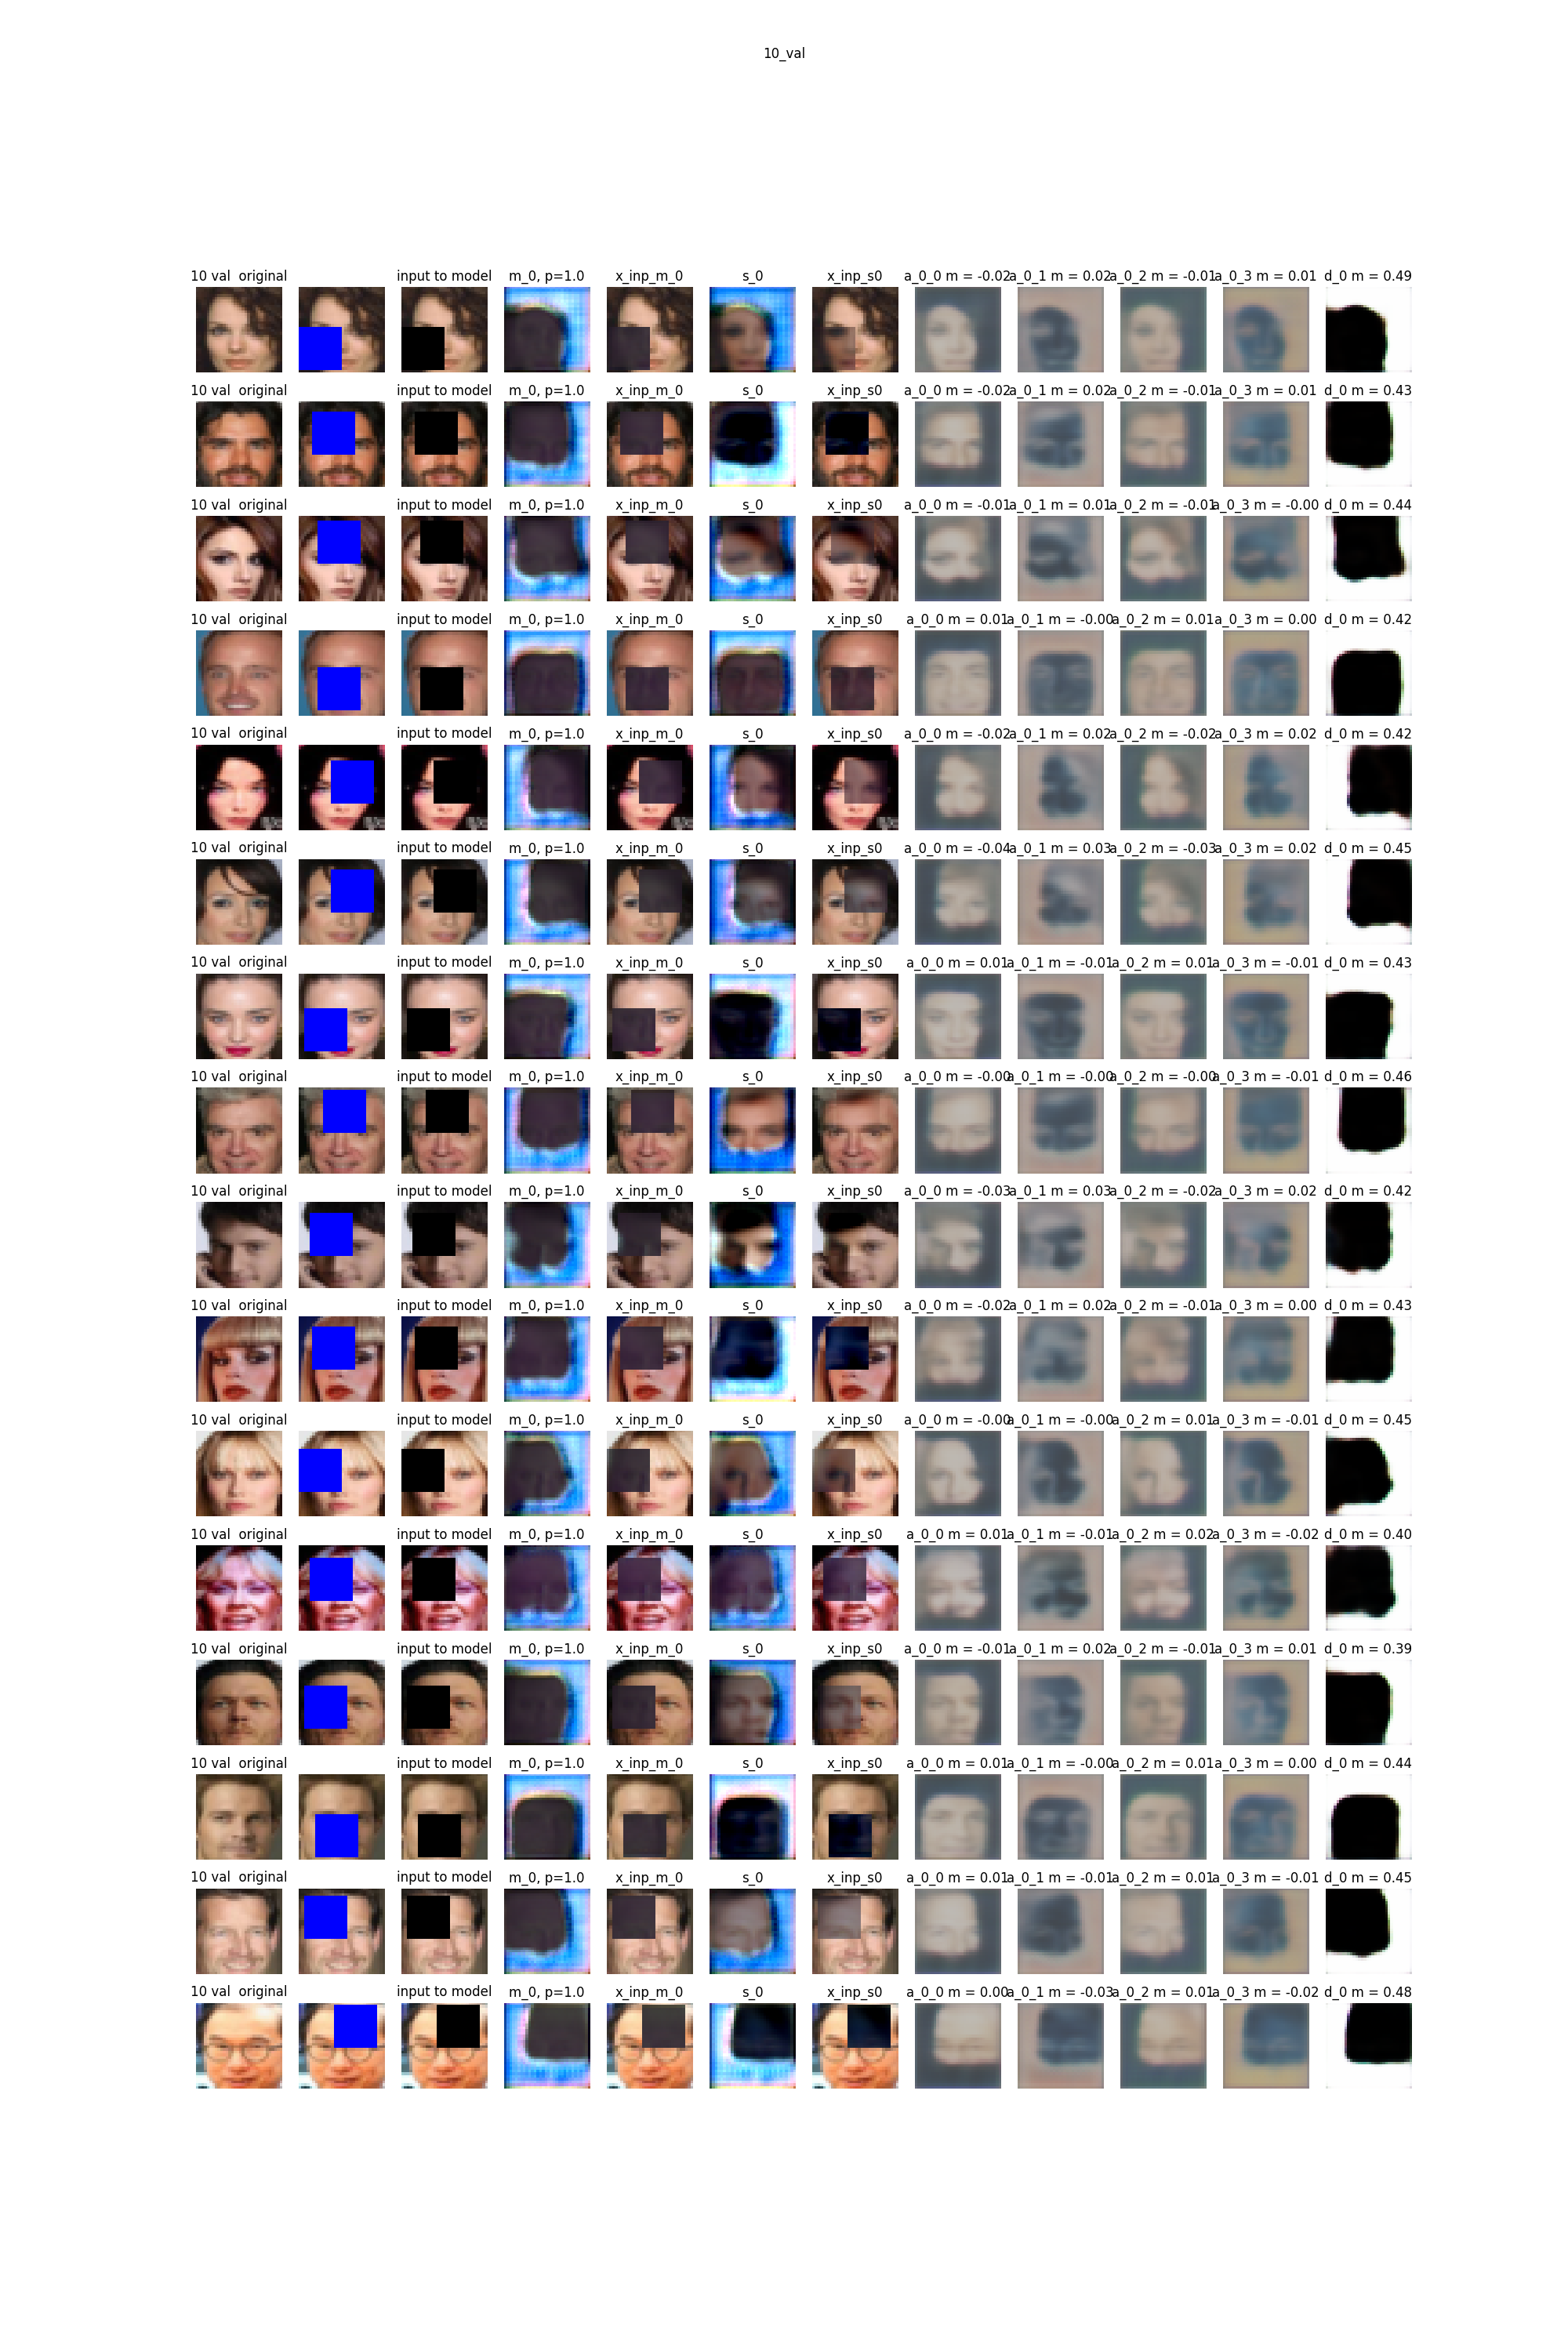 10_val
10 val original input to model m_0, p=1.0 x_inp_m_0 s_0 x_inp_s0 a_0_0 m = -0.02 a_0_1 m = 0.02 a_0_2 m = -0.01 a_0_3 m = 0.01 d_0 m = 0.49
10 val original input to model m_0, p=1.0 x_inp_m_0 s_0 x_inp_s0 a_0_0 m = -0.02 a_0_1 m = 0.02 a_0_2 m = -0.01 a_0_3 m = 0.01 d_0 m = 0.43
10 val original input to model m_0, p=1.0 x_inp_m_0 s_0 x_inp_s0 a_0_0 m = -0.01 a_0_1 m = 0.01 a_0_2 m = -0.01 a_0_3 m = -0.00 d_0 m = 0.44
10 val original input to model m_0, p=1.0 x_inp_m_0 s_0 x_inp_s0 a_0_0 m = 0.01 a_0_1 m = -0.00 a_0_2 m = 0.01 a_0_3 m = 0.00 d_0 m = 0.42
10 val original input to model m_0, p=1.0 x_inp_m_0 s_0 x_inp_s0 a_0_0 m = -0.02 a_0_1 m = 0.02 a_0_2 m = -0.02 a_0_3 m = 0.02 d_0 m = 0.42
10 val original input to model m_0, p=1.0 x_inp_m_0 s_0 x_inp_s0 a_0_0 m = -0.04 a_0_1 m = 0.03 a_0_2 m = -0.03 a_0_3 m = 0.02 d_0 m = 0.45
10 val original input to model m_0, p=1.0 x_inp_m_0 s_0 x_inp_s0 a_0_0 m = 0.01 a_0_1 m = -0.01 a_0_2 m = 0.01 a_0_3 m = -0.01 d_0 m = 0.43
10 val original input to model m_0, p=1.0 x_inp_m_0 s_0 x_inp_s0 a_0_0 m = -0.00 a_0_1 m = -0.00 a_0_2 m = -0.00 a_0_3 m = -0.01 d_0 m = 0.46
10 val original input to model m_0, p=1.0 x_inp_m_0 s_0 x_inp_s0 a_0_0 m = -0.03 a_0_1 m = 0.03 a_0_2 m = -0.02 a_0_3 m = 0.02 d_0 m = 0.42
10 val original input to model m_0, p=1.0 x_inp_m_0 s_0 x_inp_s0 a_0_0 m = -0.02 a_0_1 m = 0.02 a_0_2 m = -0.01 a_0_3 m = 0.00 d_0 m = 0.43
10 val original input to model m_0, p=1.0 x_inp_m_0 s_0 x_inp_s0 a_0_0 m = -0.00 a_0_1 m = -0.00 a_0_2 m = 0.01 a_0_3 m = -0.01 d_0 m = 0.45
10 val original input to model m_0, p=1.0 x_inp_m_0 s_0 x_inp_s0 a_0_0 m = 0.01 a_0_1 m = -0.01 a_0_2 m = 0.02 a_0_3 m = -0.02 d_0 m = 0.40
10 val original input to model m_0, p=1.0 x_inp_m_0 s_0 x_inp_s0 a_0_0 m = -0.01 a_0_1 m = 0.02 a_0_2 m = -0.01 a_0_3 m = 0.01 d_0 m = 0.39
10 val original input to model m_0, p=1.0 x_inp_m_0 s_0 x_inp_s0 a_0_0 m = 0.01 a_0_1 m = -0.00 a_0_2 m = 0.01 a_0_3 m = 0.00 d_0 m = 0.44
10 val original input to model m_0, p=1.0 x_inp_m_0 s_0 x_inp_s0 a_0_0 m = 0.01 a_0_1 m = -0.01 a_0_2 m = 0.01 a_0_3 m = -0.01 d_0 m = 0.45
10 val original input to model m_0, p=1.0 x_inp_m_0 s_0 x_inp_s0 a_0_0 m = 0.00 a_0_1 m = -0.03 a_0_2 m = 0.01 a_0_3 m = -0.02 d_0 m = 0.48